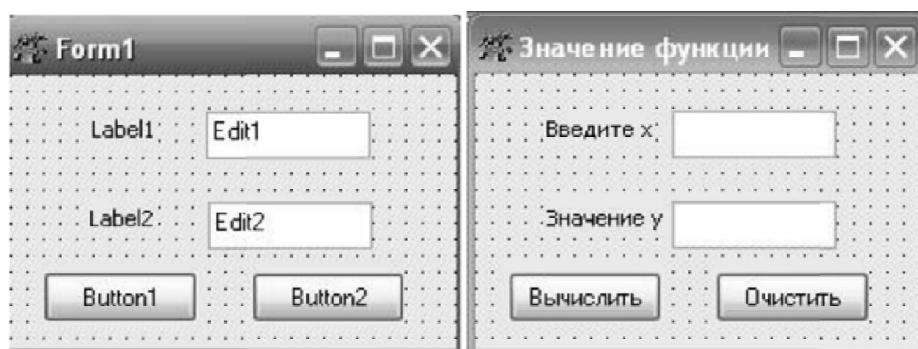 Form1
Label1 Edit1
Label2 Edit2
Button1 Button2
Значение функции
Введите x
Значение y
Вычислить Очистить